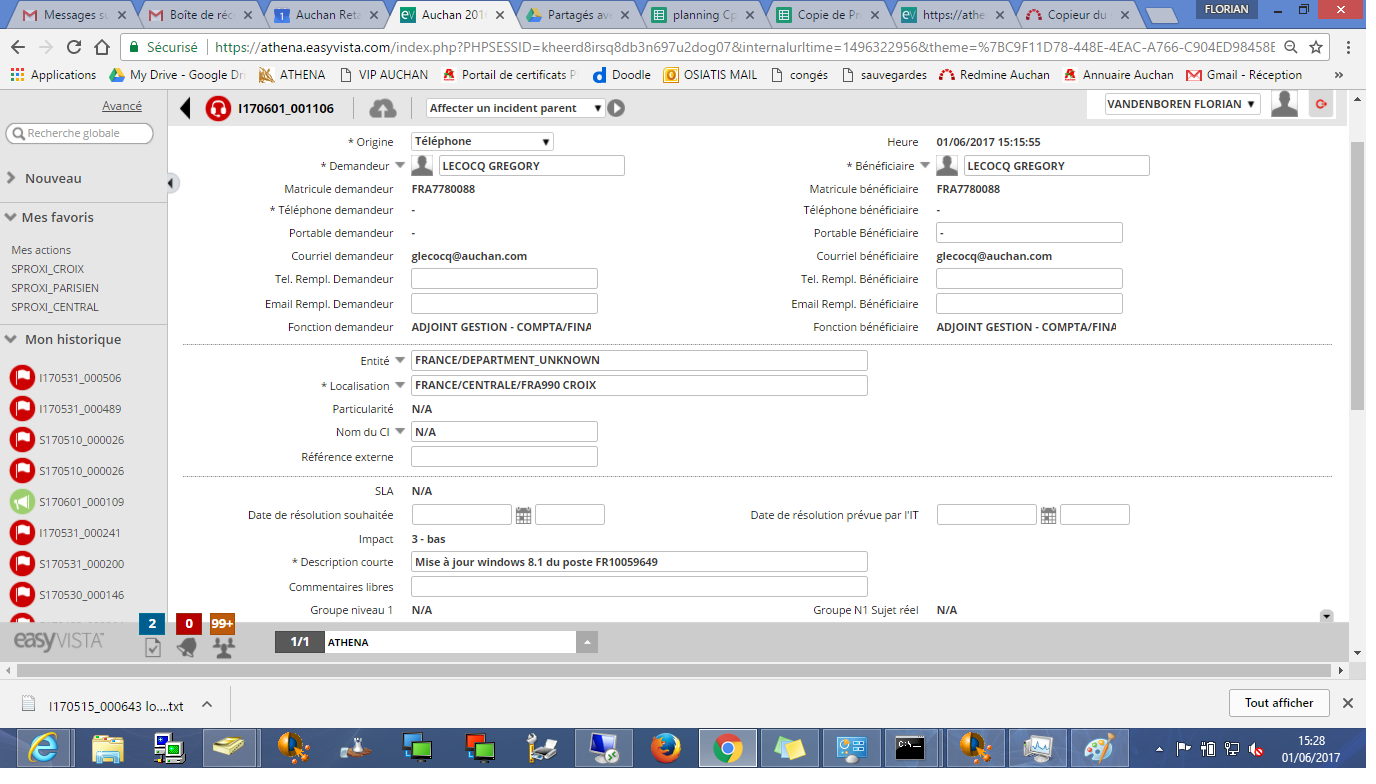 Messages su
Boîte de réc
Auchan Reta
Auchan 201
Partagés ave
planning Cp
Copie de Pr
https://athe
Copieur du
FLORIAN
Sécurisé
https://athena.easyvista.com/index.php?PHPSESSID=kheerd8irsq8db3n697u2dog07&internalurltime=1496322956&theme=%7BC9F11D78-448E-4EAC-A766-C904ED98458E
Applications My Drive - Google Dr ATHENA VIP AUCHAN Portail de certificats P Doodle OSIATIS MAIL congés sauvegardes Redmine Auchan Annuaire Auchan Gmail - Réception »
Avancé
Recherche globale
Nouveau
Mes favoris
Mes actions
SPROXI_CROIX
SPROXI_PARISIEN
SPROXI_CENTRAL
Mon historique
I170531_000506
I170531_000489
S170510_000026
S170510_000026
S170601_000109
I170531_000241
S170531_000200
S170530_000146
I170601_001106
Affecter un incident parent
VANDENBOREN FLORIAN
* Origine Téléphone
Heure 01/06/2017 15:15:55
* Demandeur LECOCQ GREGORY
* Bénéficiaire LECOCQ GREGORY
Matricule demandeur FRA7780088
Matricule bénéficiaire FRA7780088
* Téléphone demandeur -
Téléphone bénéficiaire -
Portable demandeur -
Portable Bénéficiaire -
Courriel demandeur glecocq@auchan.com
Courriel bénéficiaire glecocq@auchan.com
Tel. Rempl. Demandeur
Tel. Rempl. Bénéficiaire
Email Rempl. Demandeur
Email Rempl. Bénéficiaire
Fonction demandeur ADJOINT GESTION - COMPTA/FINA
Fonction bénéficiaire ADJOINT GESTION - COMPTA/FINA
Entité FRANCE/DEPARTMENT_UNKNOWN
* Localisation FRANCE/CENTRALE/FRA990 CROIX
Particularité N/A
Nom du CI N/A
Référence externe
SLA N/A
Date de résolution souhaitée
Date de résolution prévue par l'IT
Impact 3 - bas
* Description courte Mise à jour windows 8.1 du poste FR10059649
Commentaires libres
Groupe niveau 1 N/A
Groupe N1 Sujet réel N/A
easyVISTA
2 0 99+
1/1 ATHENA
I170515_000643 lo....txt
Tout afficher
15:28
01/06/2017